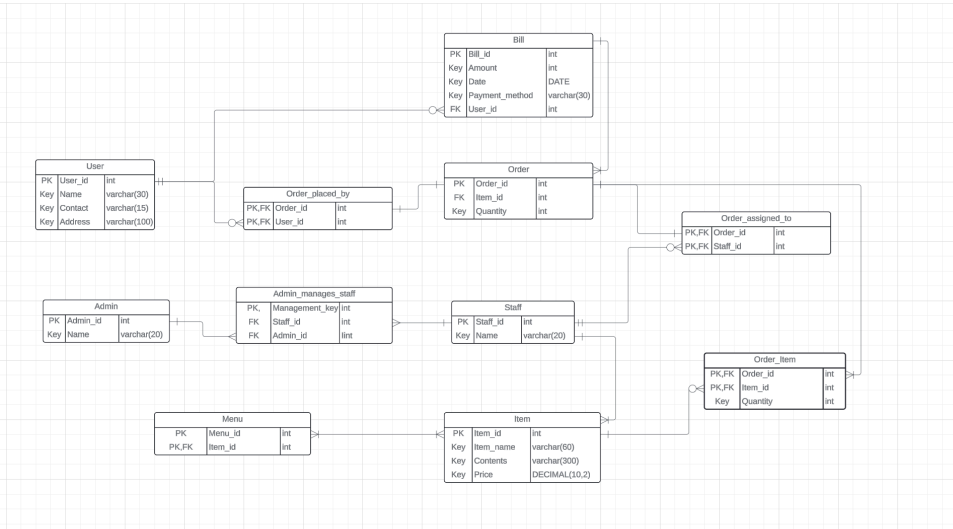 Bill
PK Bill_id int
Key Amount int
Key Date DATE
Key Payment_method varchar(30)
FK User_id int
User
PK User_id int
Key Name varchar(30)
Key Contact varchar(15)
Key Address varchar(100)
Order_placed_by
PK,FK Order_id int
PK,FK User_id int
Order
PK Order_id int
FK Item_id int
Key Quantity int
Order_assigned_to
PK,FK Order_id int
PK,FK Staff_id int
Admin
PK Admin_id int
Key Name varchar(20)
Admin_manages_staff
PK, Management_key int
FK Staff_id int
FK Admin_id Iint
Staff
PK Staff_id int
Key Name varchar(20)
Order_Item
PK,FK Order_id int
PK,FK Item_id int
Key Quantity int
Menu
PK Menu_id int
PK,FK Item_id int
Item
PK Item_id int
Key Item_name varchar(60)
Key Contents varchar(300)
Key Price DECIMAL(10,2)